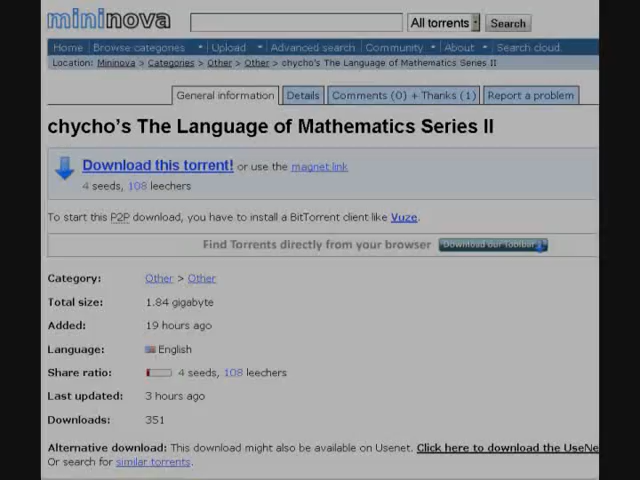 mininova
All torrents
Search
Home Browse categories Upload Advanced search Community About Search cloud
Location: Mininova > Categories > Other > Other > chycho's The Language of Mathematics Series II
General information Details Comments (0) + Thanks (1) Report a problem
chycho's The Language of Mathematics Series II
Download this torrent! or use the magnet link
4 seeds, 108 leechers
To start this P2P download, you have to install a BitTorrent client like Vuze.
Find Torrents directly from your browser Download our Toolbar
Category: Other > Other
Total size: 1.84 gigabyte
Added: 19 hours ago
Language: English
Share ratio: 4 seeds, 108 leechers
Last updated: 3 hours ago
Downloads: 351
Alternative download: This download might also be available on Usenet. Click here to download the UseNe
Or search for similar torrents.